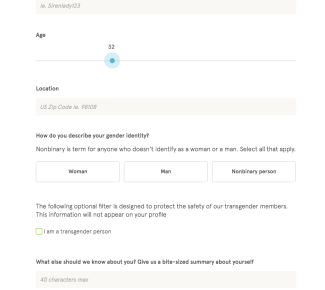 ie. Sirenlady123
Age
32
Location
US Zip Code ie. 98108
How do you describe your gender identity?
Nonbinary is term for anyone who doesn't identify as a woman or a man. Select all that apply.
Woman
Man
Nonbinary person
The following optional filter is designed to protect the safety of our transgender members.
This information will not appear on your profile
I am a transgender person
What else should we know about you? Give us a bite-sized summary about yourself
40 characters max